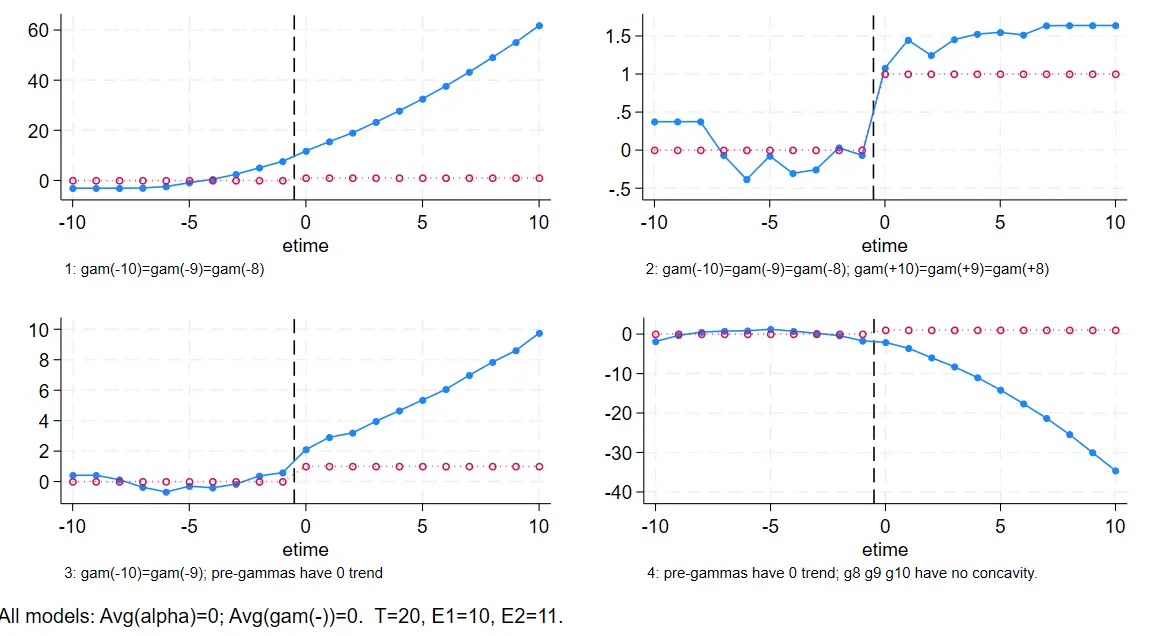 60
40
20
0
-10 -5 0 5 10
etime
1: gam(-10)=gam(-9)=gam(-8)
1.5
1
.5
0
-.5
-10 -5 0 5 10
etime
2: gam(-10)=gam(-9)=gam(-8); gam(+10)=gam(+9)=gam(+8)
10
8
6
4
2
0
-10 -5 0 5 10
etime
3: gam(-10)=gam(-9); pre-gammas have 0 trend
0
-10
-20
-30
-40
-10 -5 0 5 10
etime
4: pre-gammas have 0 trend; g8 g9 g10 have no concavity.
All models: Avg(alpha)=0; Avg(gam(-))=0. T=20, E1=10, E2=11.